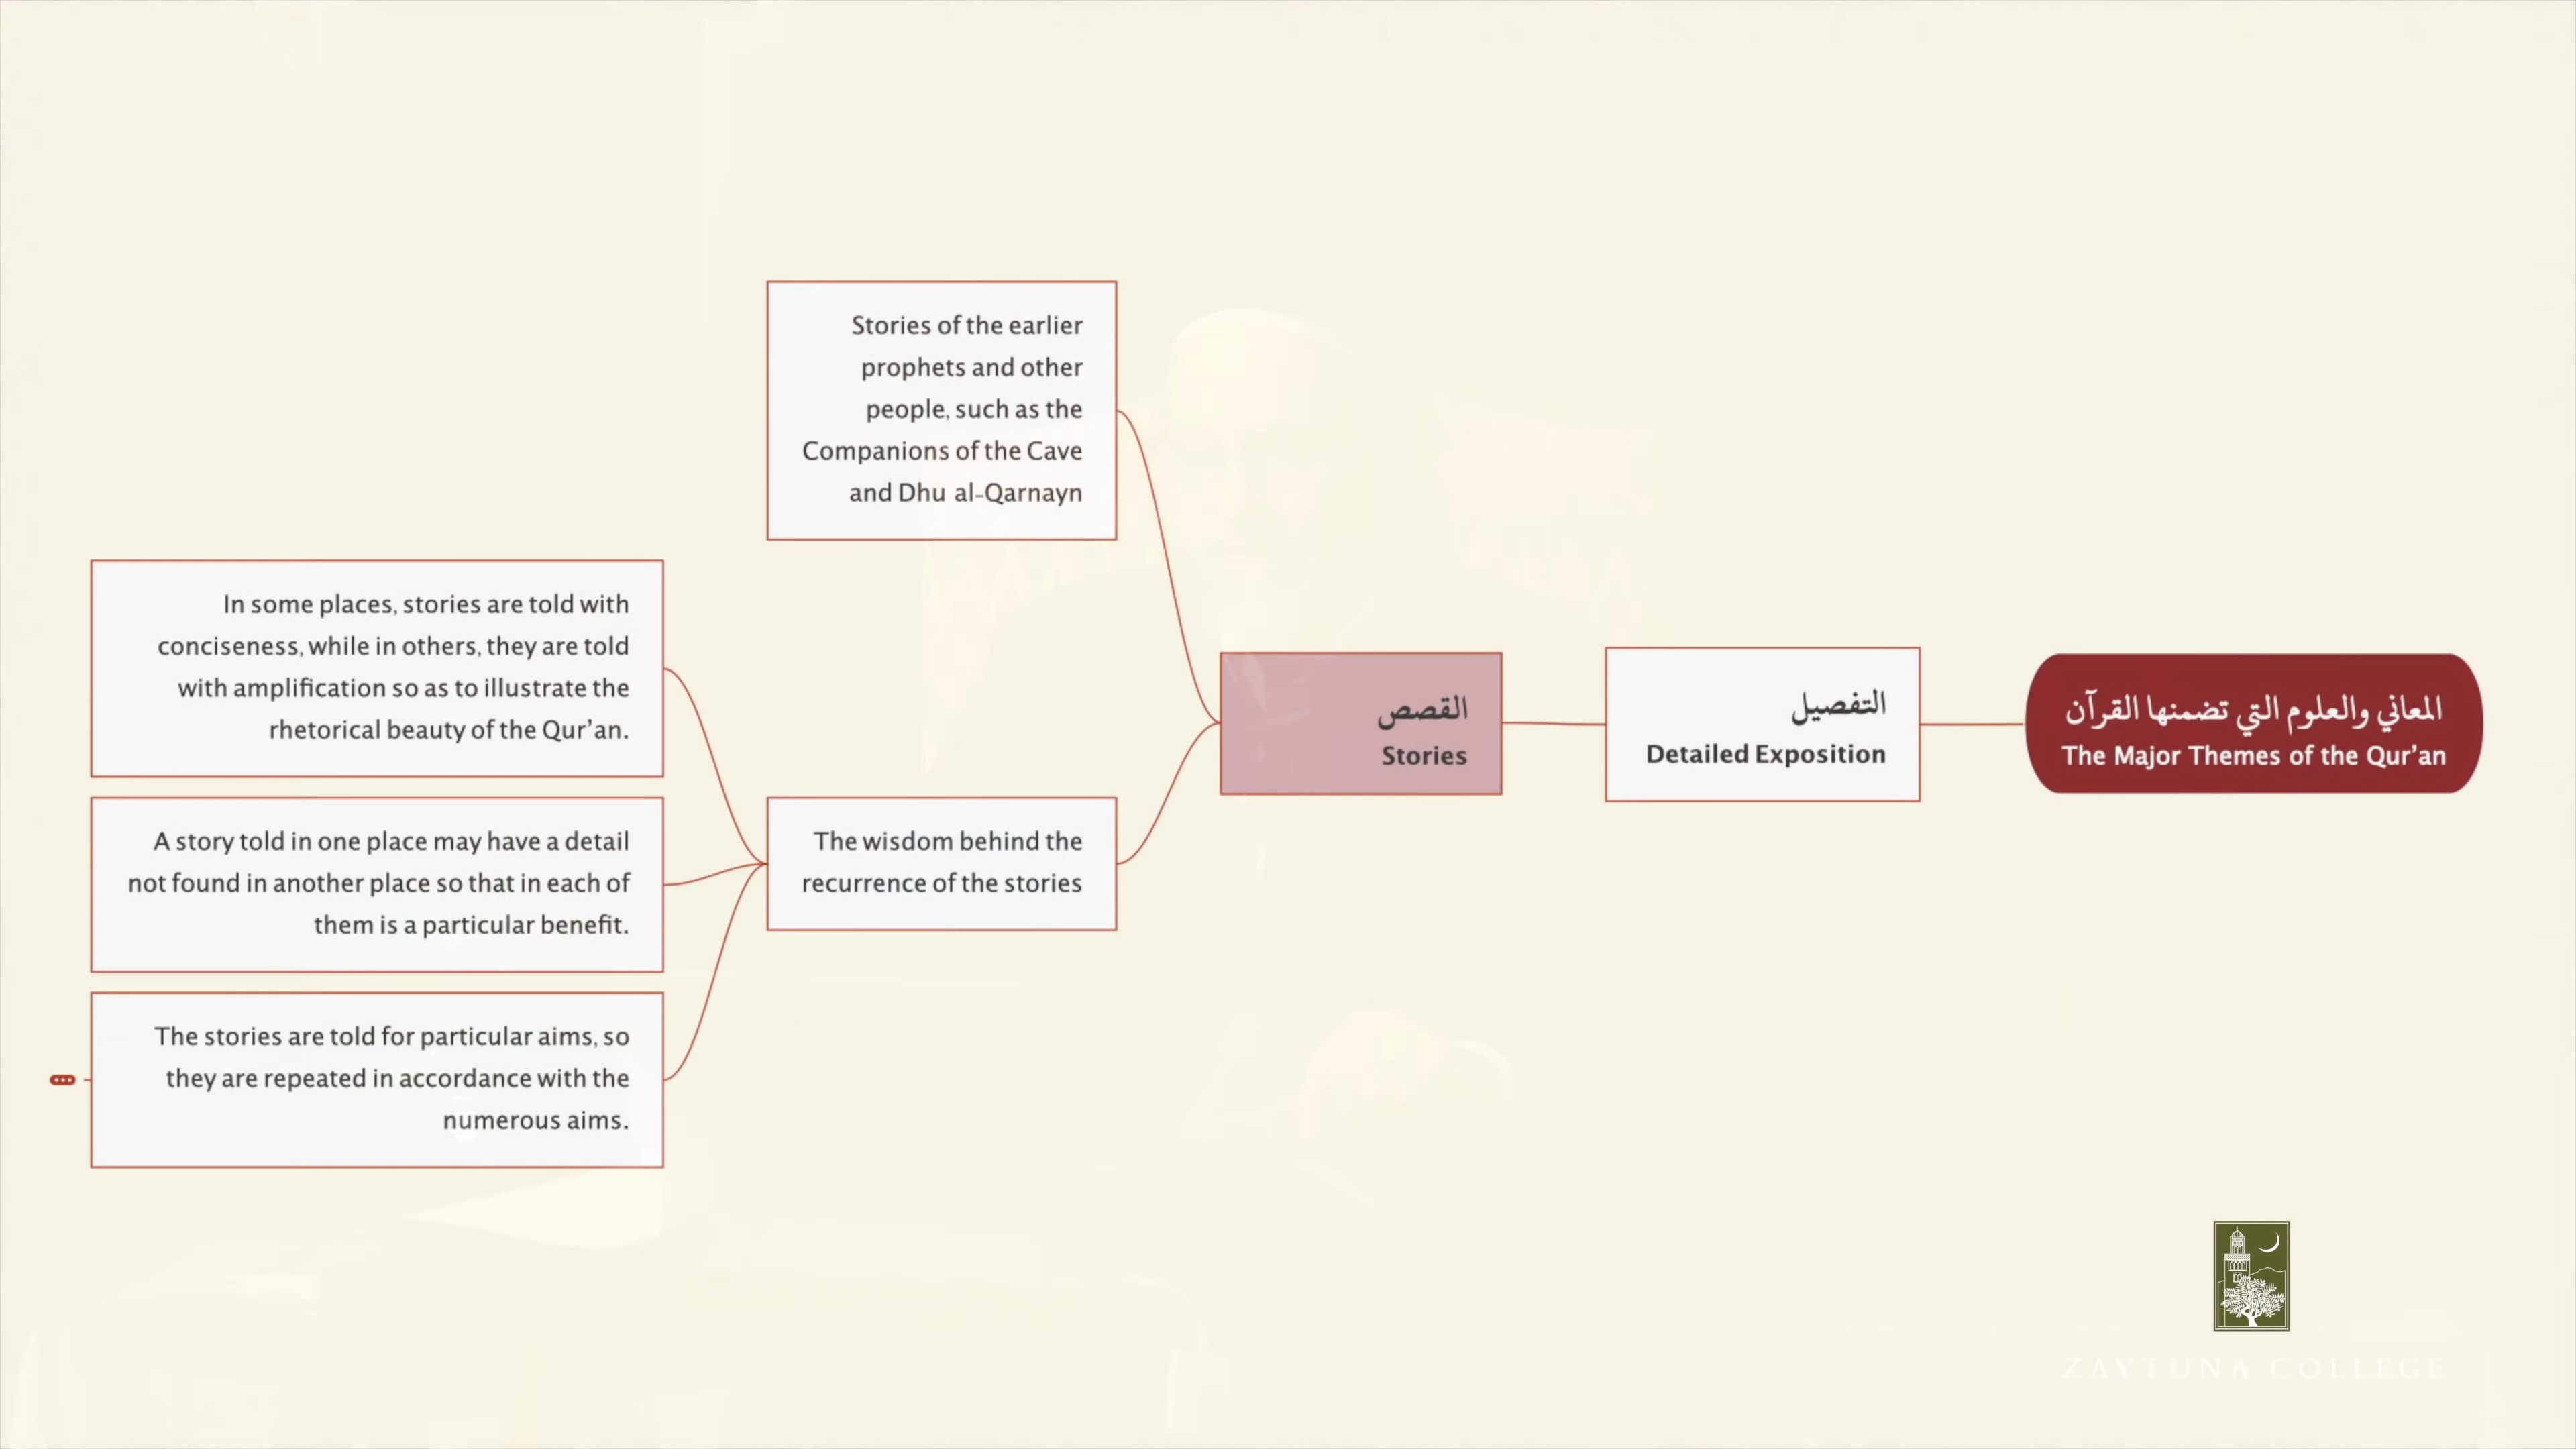 المعاني والعلوم التي تضمنها القرآن
The Major Themes of the Qur’an
التفصيل
Detailed Exposition
القصص
Stories
Stories of the earlier
prophets and other
people, such as the
Companions of the Cave
and Dhu al-Qarnayn
The wisdom behind the
recurrence of the stories
In some places, stories are told with
conciseness, while in others, they are told
with amplification so as to illustrate the
rhetorical beauty of the Qur’an.
A story told in one place may have a detail
not found in another place so that in each of
them is a particular benefit.
The stories are told for particular aims, so
they are repeated in accordance with the
numerous aims.
ZAYTUNA COLLEGE